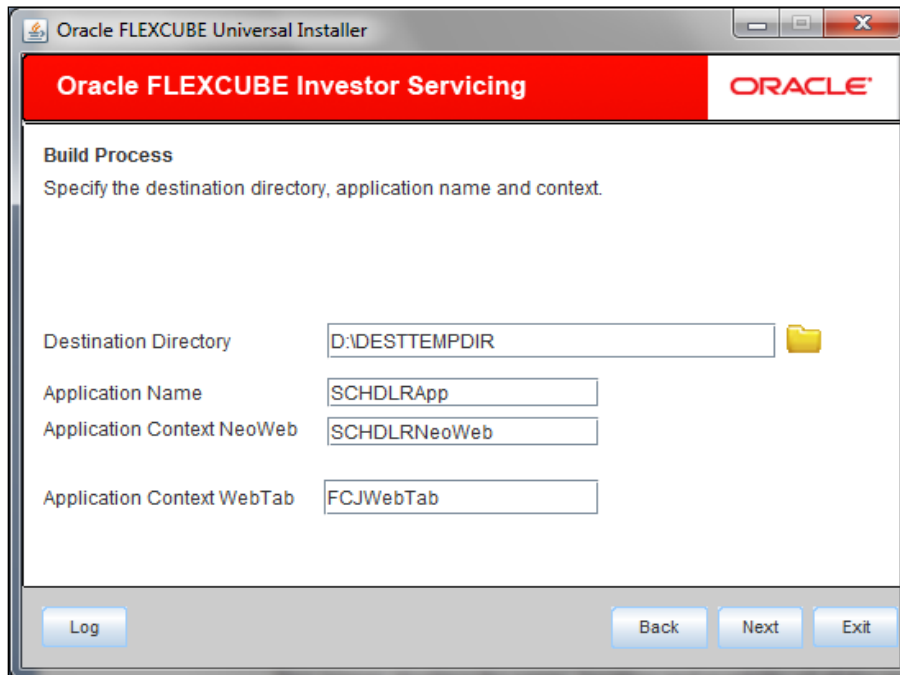 Oracle FLEXCUBE Universal Installer
Oracle FLEXCUBE Investor Servicing
ORACLE
Build Process
Specify the destination directory, application name and context.
Destination Directory D:\DESTTEMPDIR
Application Name SCHDLRApp
Application Context NeoWeb SCHDLRNeoWeb
Application Context WebTab FCJWebTab
Log Back Next Exit